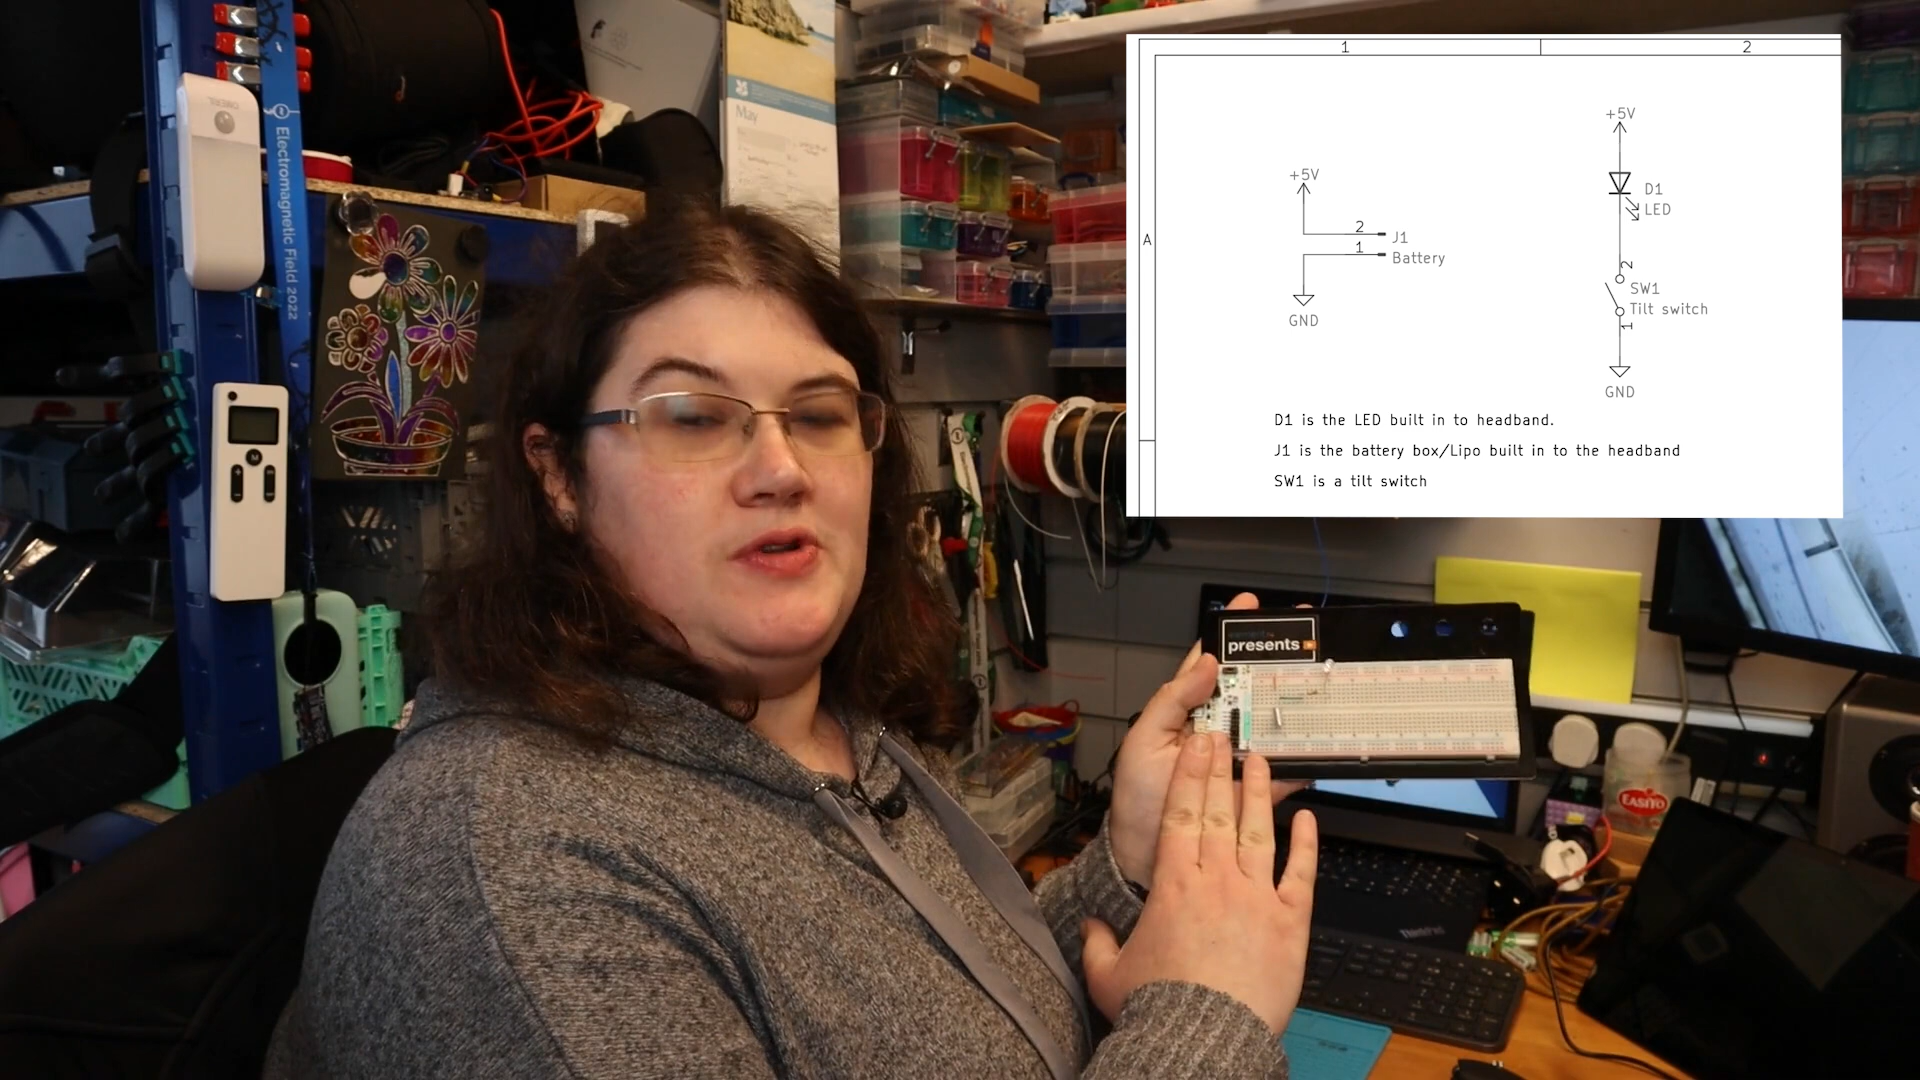 Electromagnetic Field 2022
May
M
1
2
A
+5V
2
1
J1
Battery
GND
+5V
D1
LED
2
SW1
Tilt switch
1
GND
D1 is the LED built in to headband.
J1 is the battery box/Lipo built in to the headband
SW1 is a tilt switch
presents
EASIYO
ThinkPad